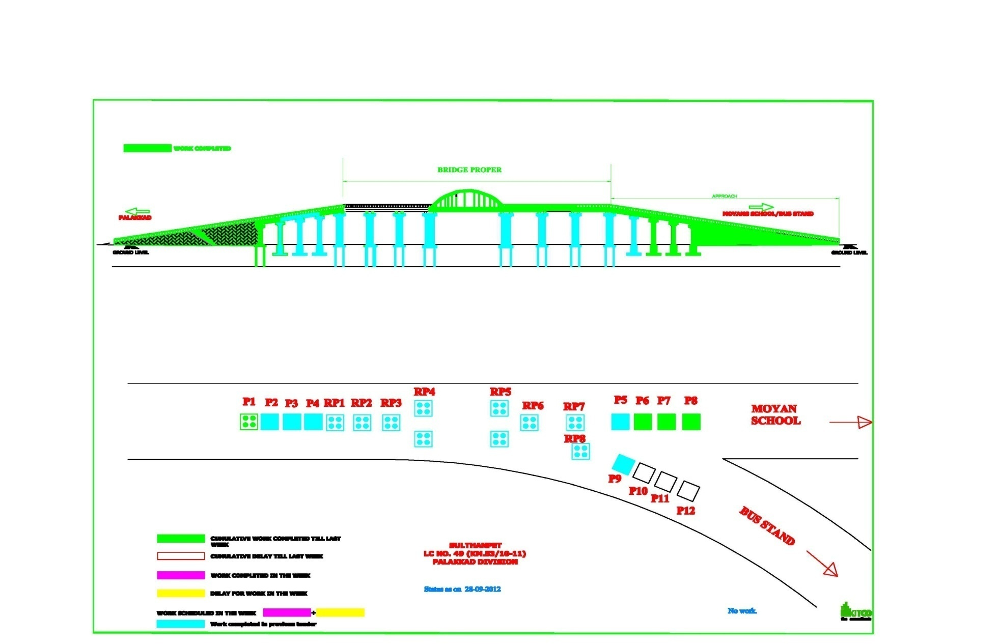 WORK COMPLETED
BRIDGE PROPER
APPROACH
PALAKKAD
MOYANS SCHOOL/BUS STAND
GROUND LEVEL
GROUND LEVEL
RP4
RP5
P1
P2
P3
P4
RP1
RP2
RP3
RP6
RP7
P5
P6
P7
P8
MOYAN
SCHOOL
RP8
P9
P10
P11
P12
BUS STAND
CUMULATIVE WORK COMPLETED TILL LAST
WEEK
CUMULATIVE DELAY TILL LAST WEEK
WORK COMPLETED IN THE WEEK
DELAY FOR WORK IN THE WEEK
WORK SCHEDULED IN THE WEEK +
Work completed in previous tender
SULTHANPET
LC NO. 49 (KM.53/10-11)
PALAKKAD DIVISION
Status as on 28-09-2012
No work.
KITCO
the consultants